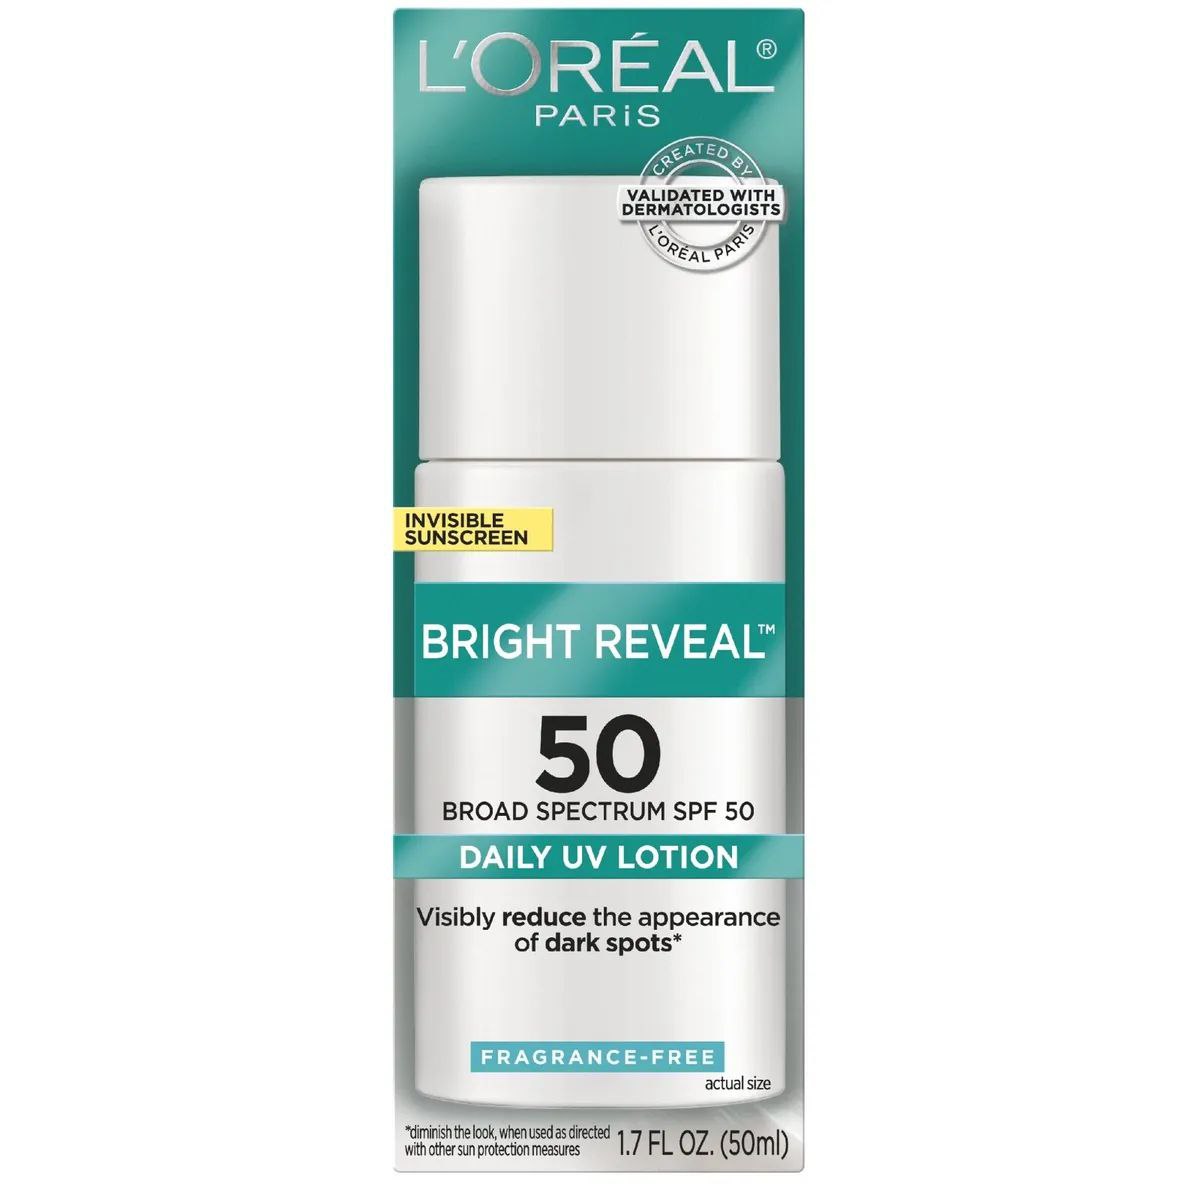 L'ORÉAL®
PARiS
CREATED BY
VALIDATED WITH
DERMATOLOGISTS
L'ORÉAL PARIS
INVISIBLE
SUNSCREEN
BRIGHT REVEAL™
50
BROAD SPECTRUM SPF 50
DAILY UV LOTION
Visibly reduce the appearance
of dark spots*
FRAGRANCE-FREE
actual size
*diminish the look, when used as directed
with other sun protection measures
1.7 FL OZ. (50ml)